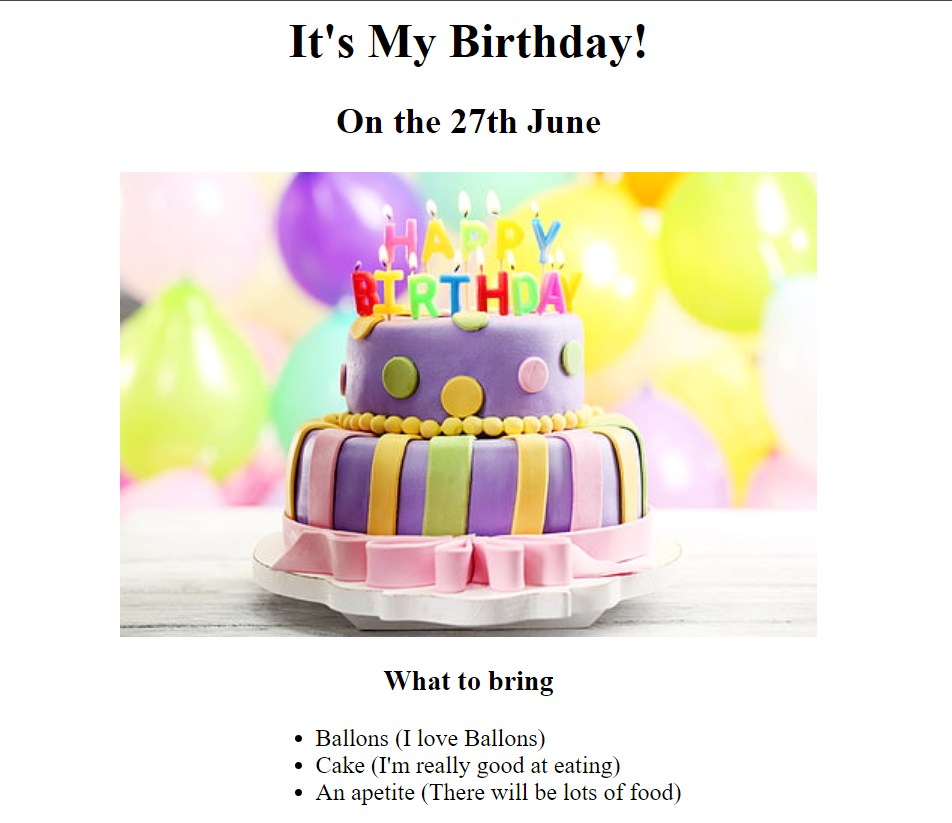 It's My Birthday!
On the 27th June
HAPPY
BIRTHDAY
What to bring
• Ballons (I love Ballons)
• Cake (I'm really good at eating)
• An apetite (There will be lots of food)